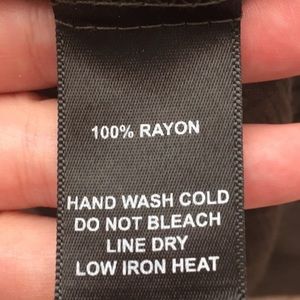 100% RAYON
HAND WASH COLD
DO NOT BLEACH
LINE DRY
LOW IRON HEAT